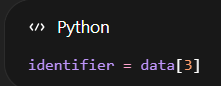 </> Python
identifier = data[3]